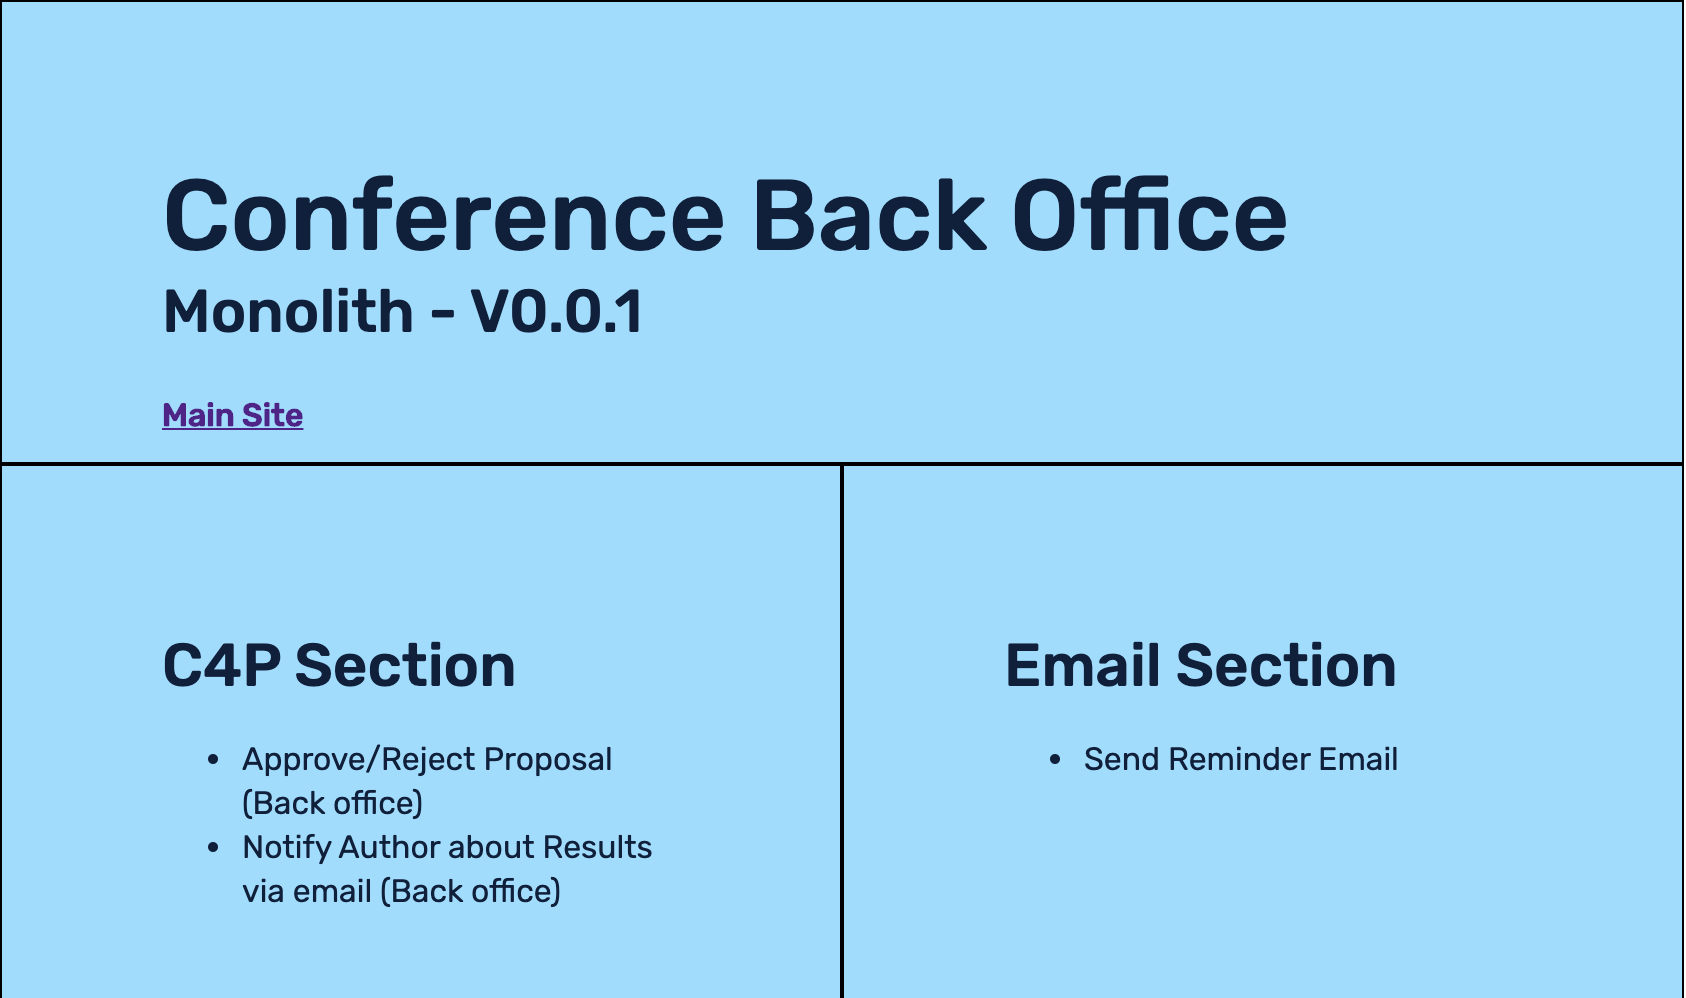 Conference Back Office
Monolith - V0.0.1
Main Site
C4P Section
Approve/Reject Proposal
(Back office)
Notify Author about Results
via email (Back office)
Email Section
Send Reminder Email